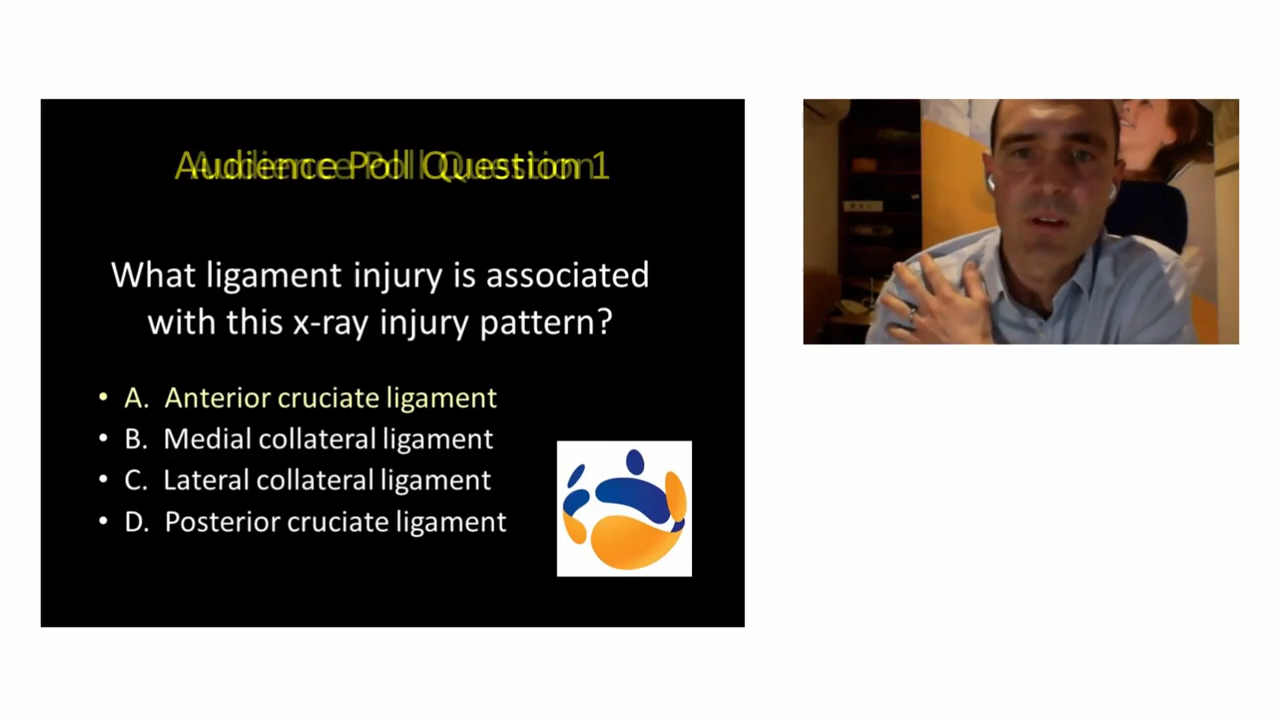 Audience Poll Question 1
What ligament injury is associated
with this x-ray injury pattern?
• A. Anterior cruciate ligament
• B. Medial collateral ligament
• C. Lateral collateral ligament
• D. Posterior cruciate ligament